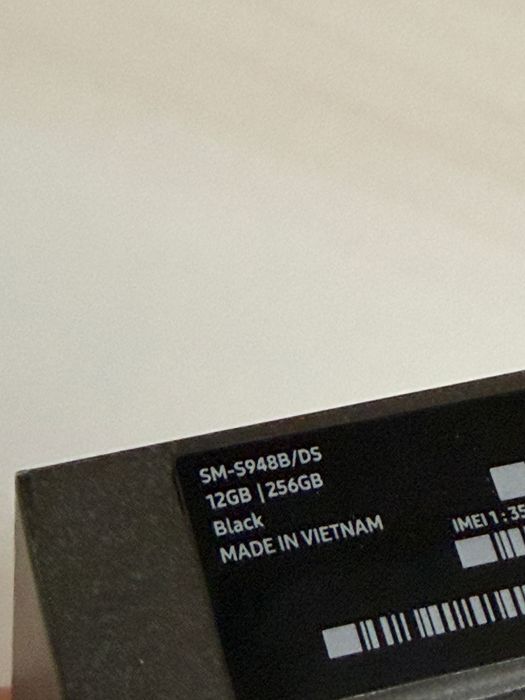 SM-S948B/DS
12GB | 256GB
Black
MADE IN VIETNAM
IMEI 1 : 35